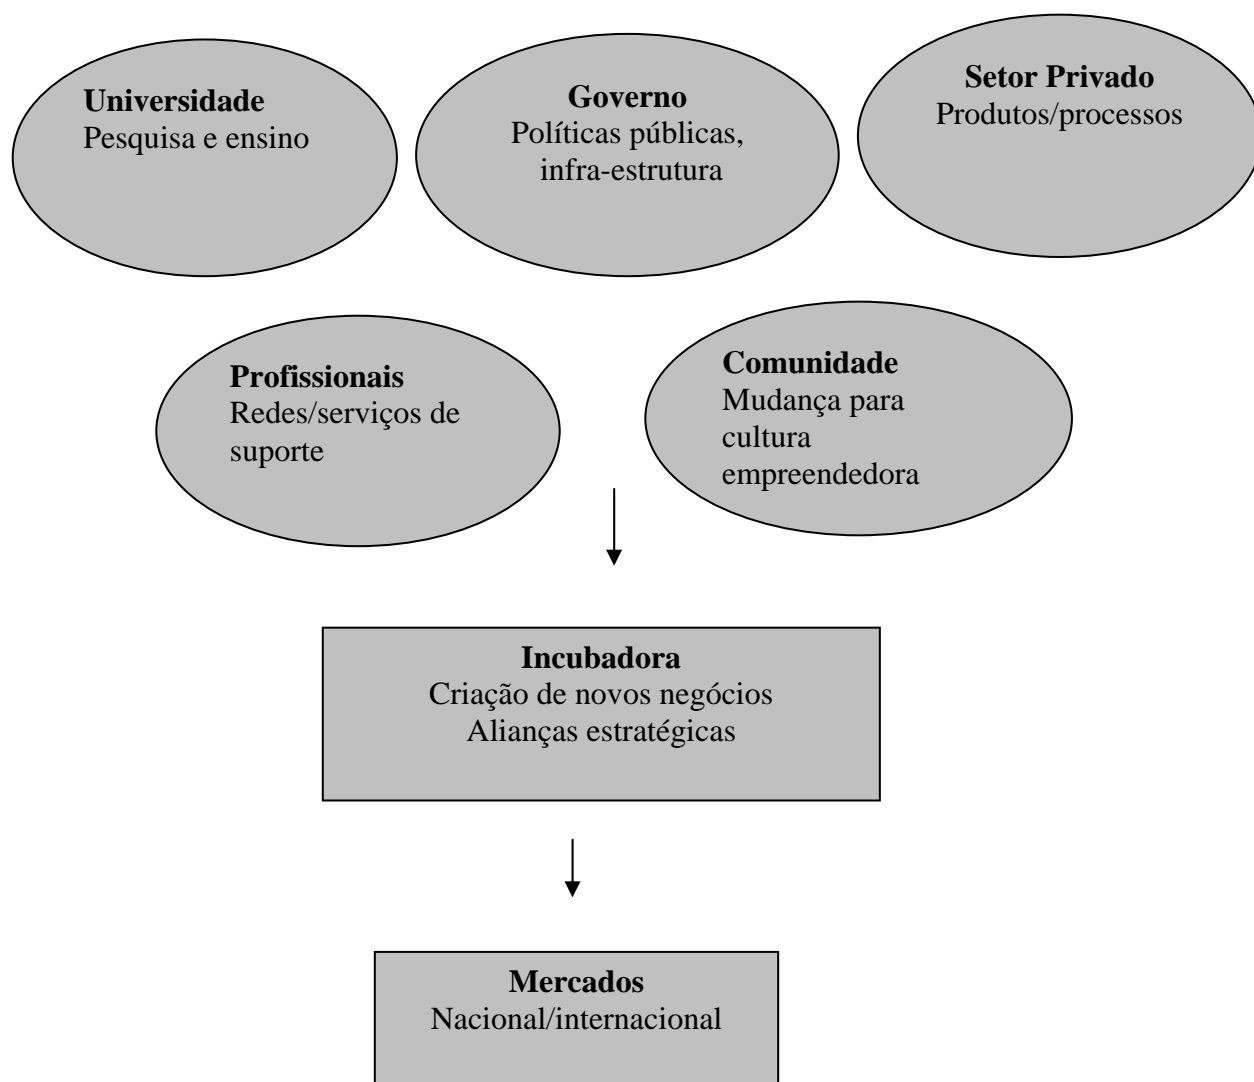 Universidade
Pesquisa e ensino
Governo
Políticas públicas,
infra-estrutura
Setor Privado
Produtos/processos
Profissionais
Redes/serviços de
suporte
Comunidade
Mudança para
cultura
empreendedora
Incubadora
Criação de novos negócios
Alianças estratégicas
Mercados
Nacional/internacional